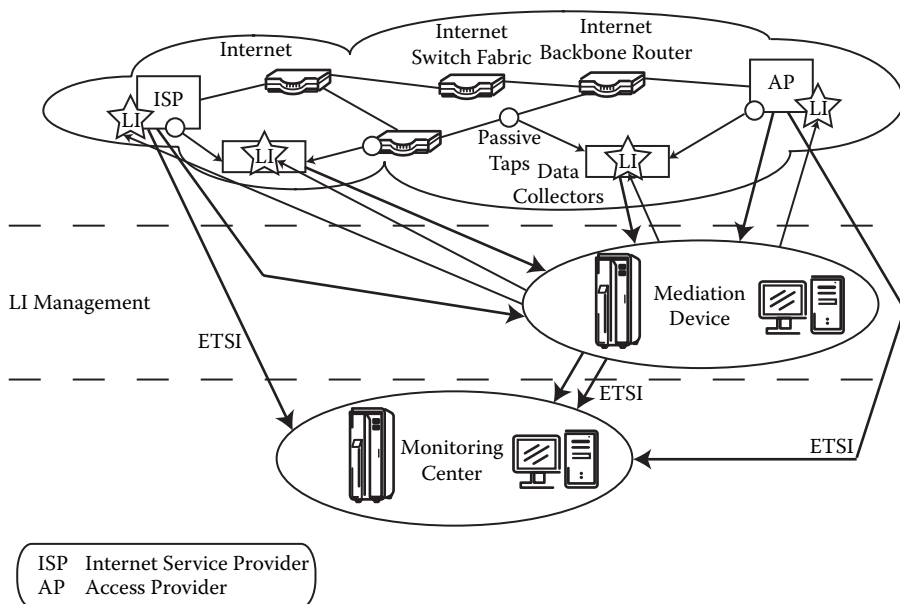 Internet
Internet
Switch Fabric
Internet
Backbone Router
ISP
AP
LI
LI
LI
LI
Passive
Taps
Data
Collectors
LI Management
Mediation
Device
ETSI
ETSI
Monitoring
Center
ETSI
ISP Internet Service Provider
AP Access Provider